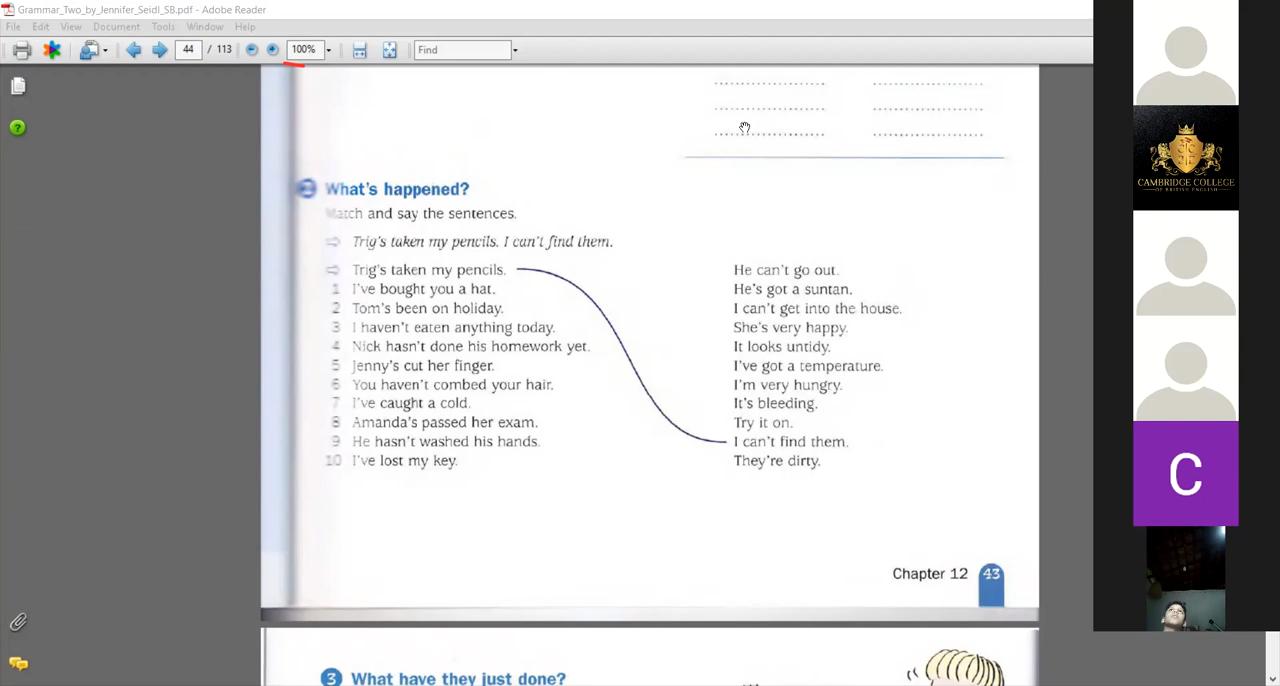 Grammar_Two_by_Jennifer_Seidl_SB.pdf - Adobe Reader
File Edit View Document Tools Window Help
44 / 113 100% Find
What's happened?
Match and say the sentences.
Trig's taken my pencils. I can't find them.
Trig's taken my pencils. He can't go out.
1 I've bought you a hat. He's got a suntan.
2 Tom's been on holiday. I can't get into the house.
3 I haven't eaten anything today. She's very happy.
4 Nick hasn't done his homework yet. It looks untidy.
5 Jenny's cut her finger. I've got a temperature.
6 You haven't combed your hair. I'm very hungry.
7 I've caught a cold. It's bleeding.
8 Amanda's passed her exam. Try it on.
9 He hasn't washed his hands. I can't find them.
10 I've lost my key. They're dirty.
Chapter 12 43
3 What have they just done?
CAMBRIDGE COLLEGE
OF BRITISH ENGLISH
C